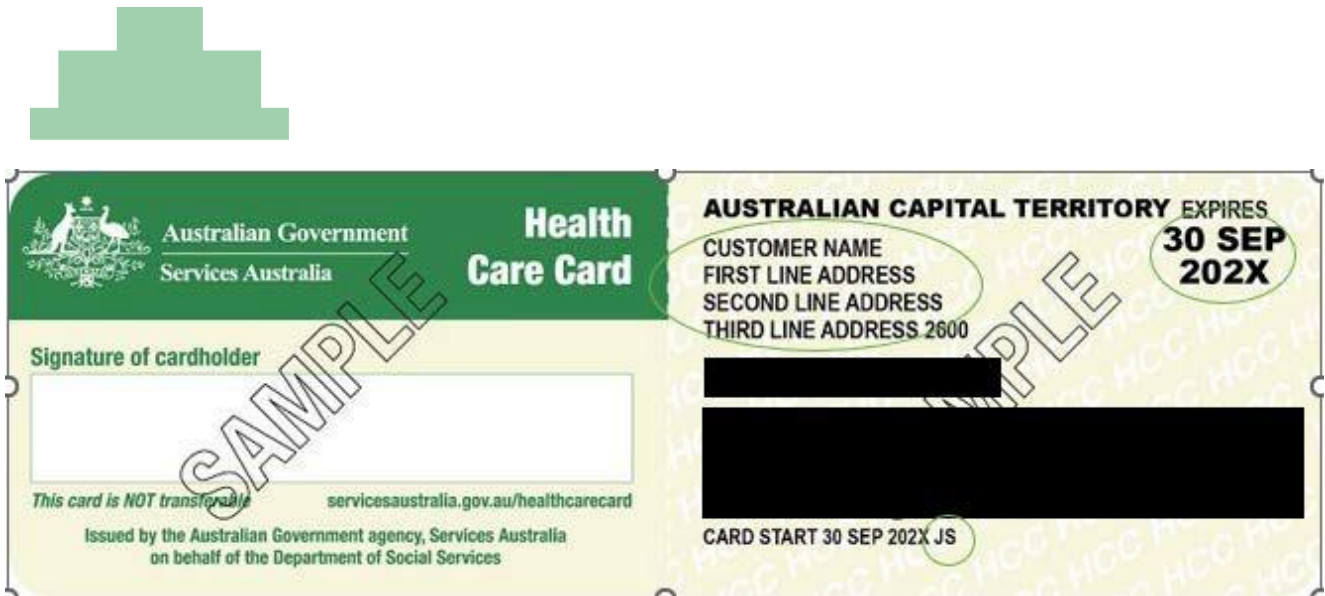 Australian Government
Services Australia
Health
Care Card
SAMPLE
Signature of cardholder
This card is NOT transferable
servicesaustralia.gov.au/healthcarecard
Issued by the Australian Government agency, Services Australia
on behalf of the Department of Social Services
AUSTRALIAN CAPITAL TERRITORY EXPIRES
30 SEP
202X
CUSTOMER NAME
FIRST LINE ADDRESS
SECOND LINE ADDRESS
THIRD LINE ADDRESS 2600
CARD START 30 SEP 202X JS